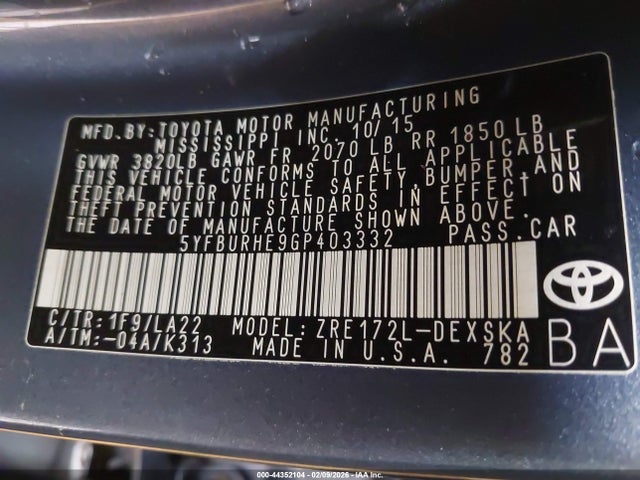 MFD.BY:TOYOTA MOTOR MANUFACTURING
MISSISSIPPI INC. 10/15
GVWR 3820LB GAWR FR 2070 LB RR 1850LB
THIS VEHICLE CONFORMS TO ALL APPLICABLE
FEDERAL MOTOR VEHICLE SAFETY,BUMPER,AND
THEFT PREVENTION STANDARDS IN EFFECT ON
THE DATE OF MANUFACTURE SHOWN ABOVE.
5YFBURHE9GP403332 PASS.CAR
C/TR:1F9/LA22 MODEL:ZRE172L-DEXSKA
A/TM:-04A/K313 MADE IN U.S.A. 782
BA
000-44352104 - 02/09/2026 - IAA Inc.